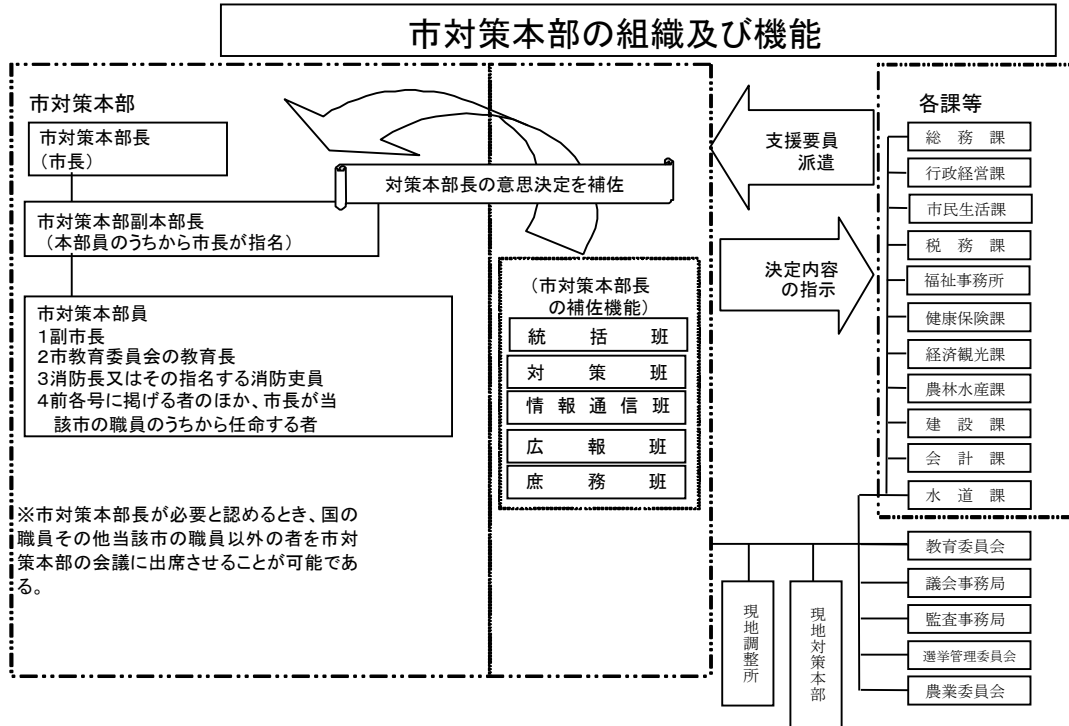 市対策本部の組織及び機能
市対策本部
市対策本部長
（市長）
市対策本部副本部長
（本部員のうちから市長が指名）
市対策本部員
1副市長
2市教育委員会の教育長
3消防長又はその指名する消防吏員
4前各号に掲げる者のほか、市長が当
該市の職員のうちから任命する者
※市対策本部長が必要と認めるとき、国の
職員その他当該市の職員以外の者を市対
策本部の会議に出席させることが可能であ
る。
対策本部長の意思決定を補佐
（市対策本部長
の補佐機能）
統括班
対策班
情報通信班
広報班
庶務班
支援要員
派遣
決定内容
の指示
現地調整所
現地対策本部
各課等
総務課
行政経営課
市民生活課
税務課
福祉事務所
健康保険課
経済観光課
農林水産課
建設課
会計課
水道課
教育委員会
議会事務局
監査事務局
選挙管理委員会
農業委員会